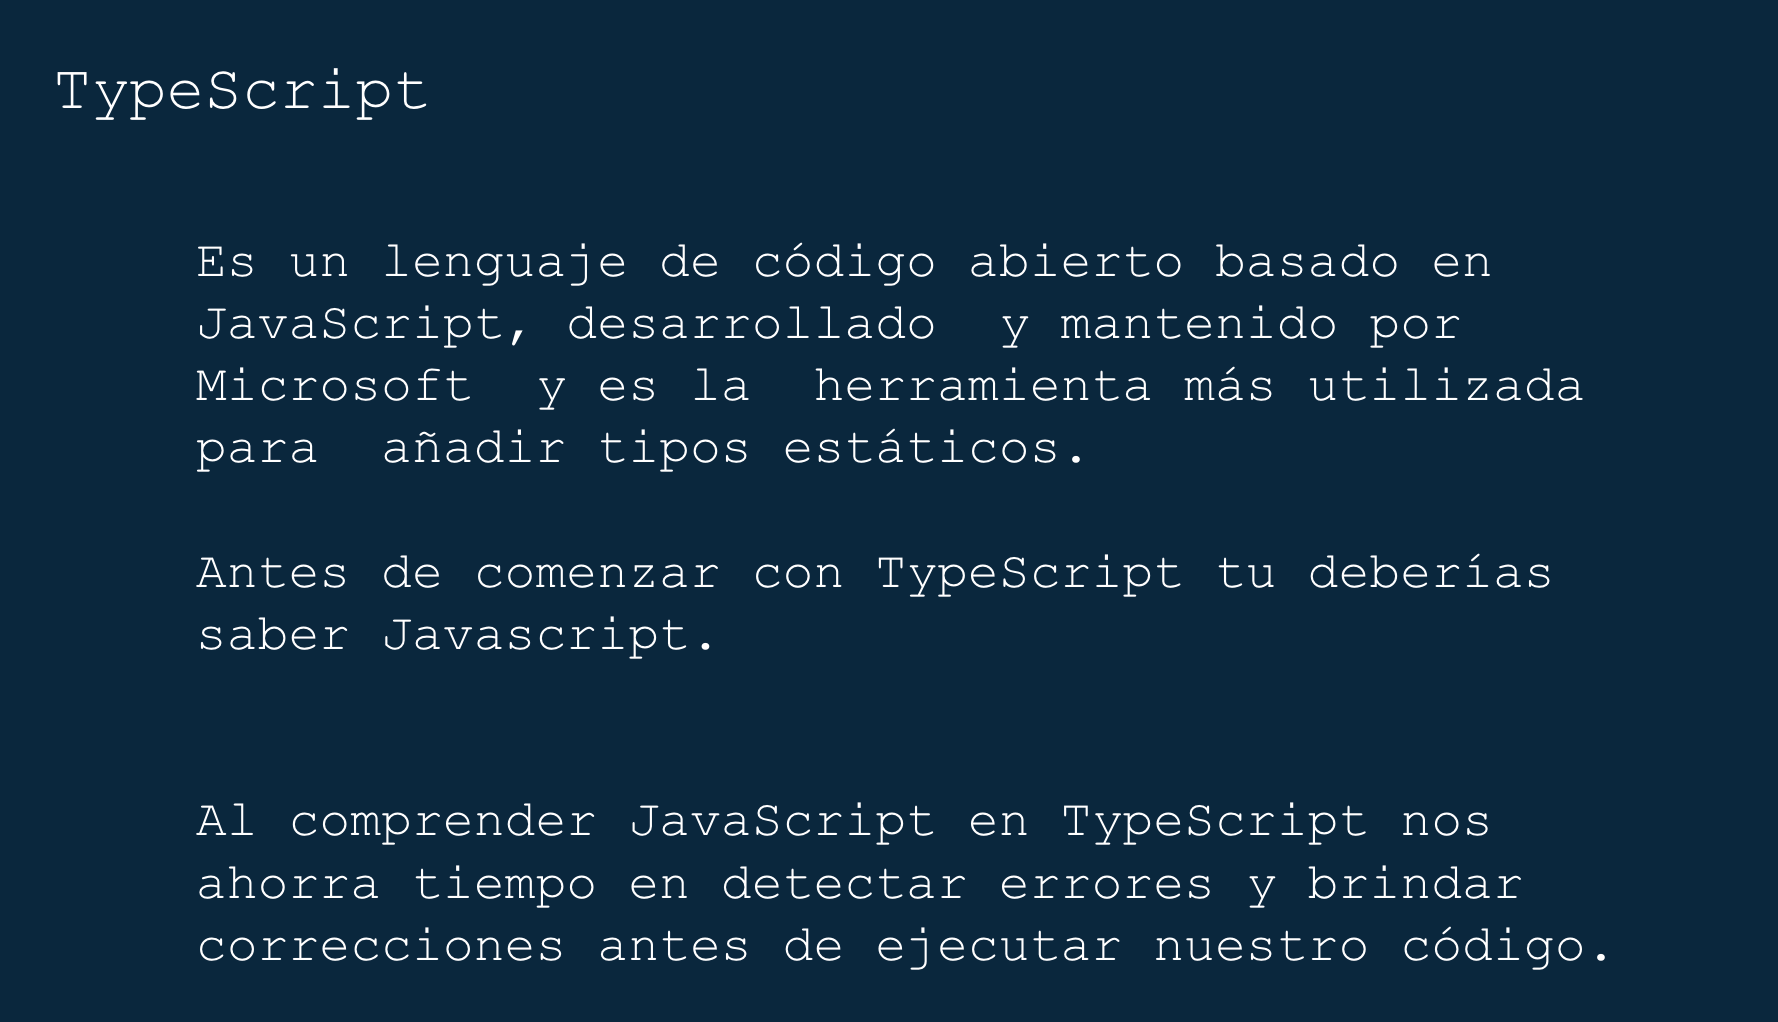 TypeScript
Es un lenguaje de código abierto basado en
JavaScript, desarrollado  y mantenido por
Microsoft  y es la  herramienta más utilizada
para  añadir tipos estáticos.
Antes de comenzar con TypeScript tu deberías
saber Javascript.
Al comprender JavaScript en TypeScript nos
ahorra tiempo en detectar errores y brindar
correcciones antes de ejecutar nuestro código.